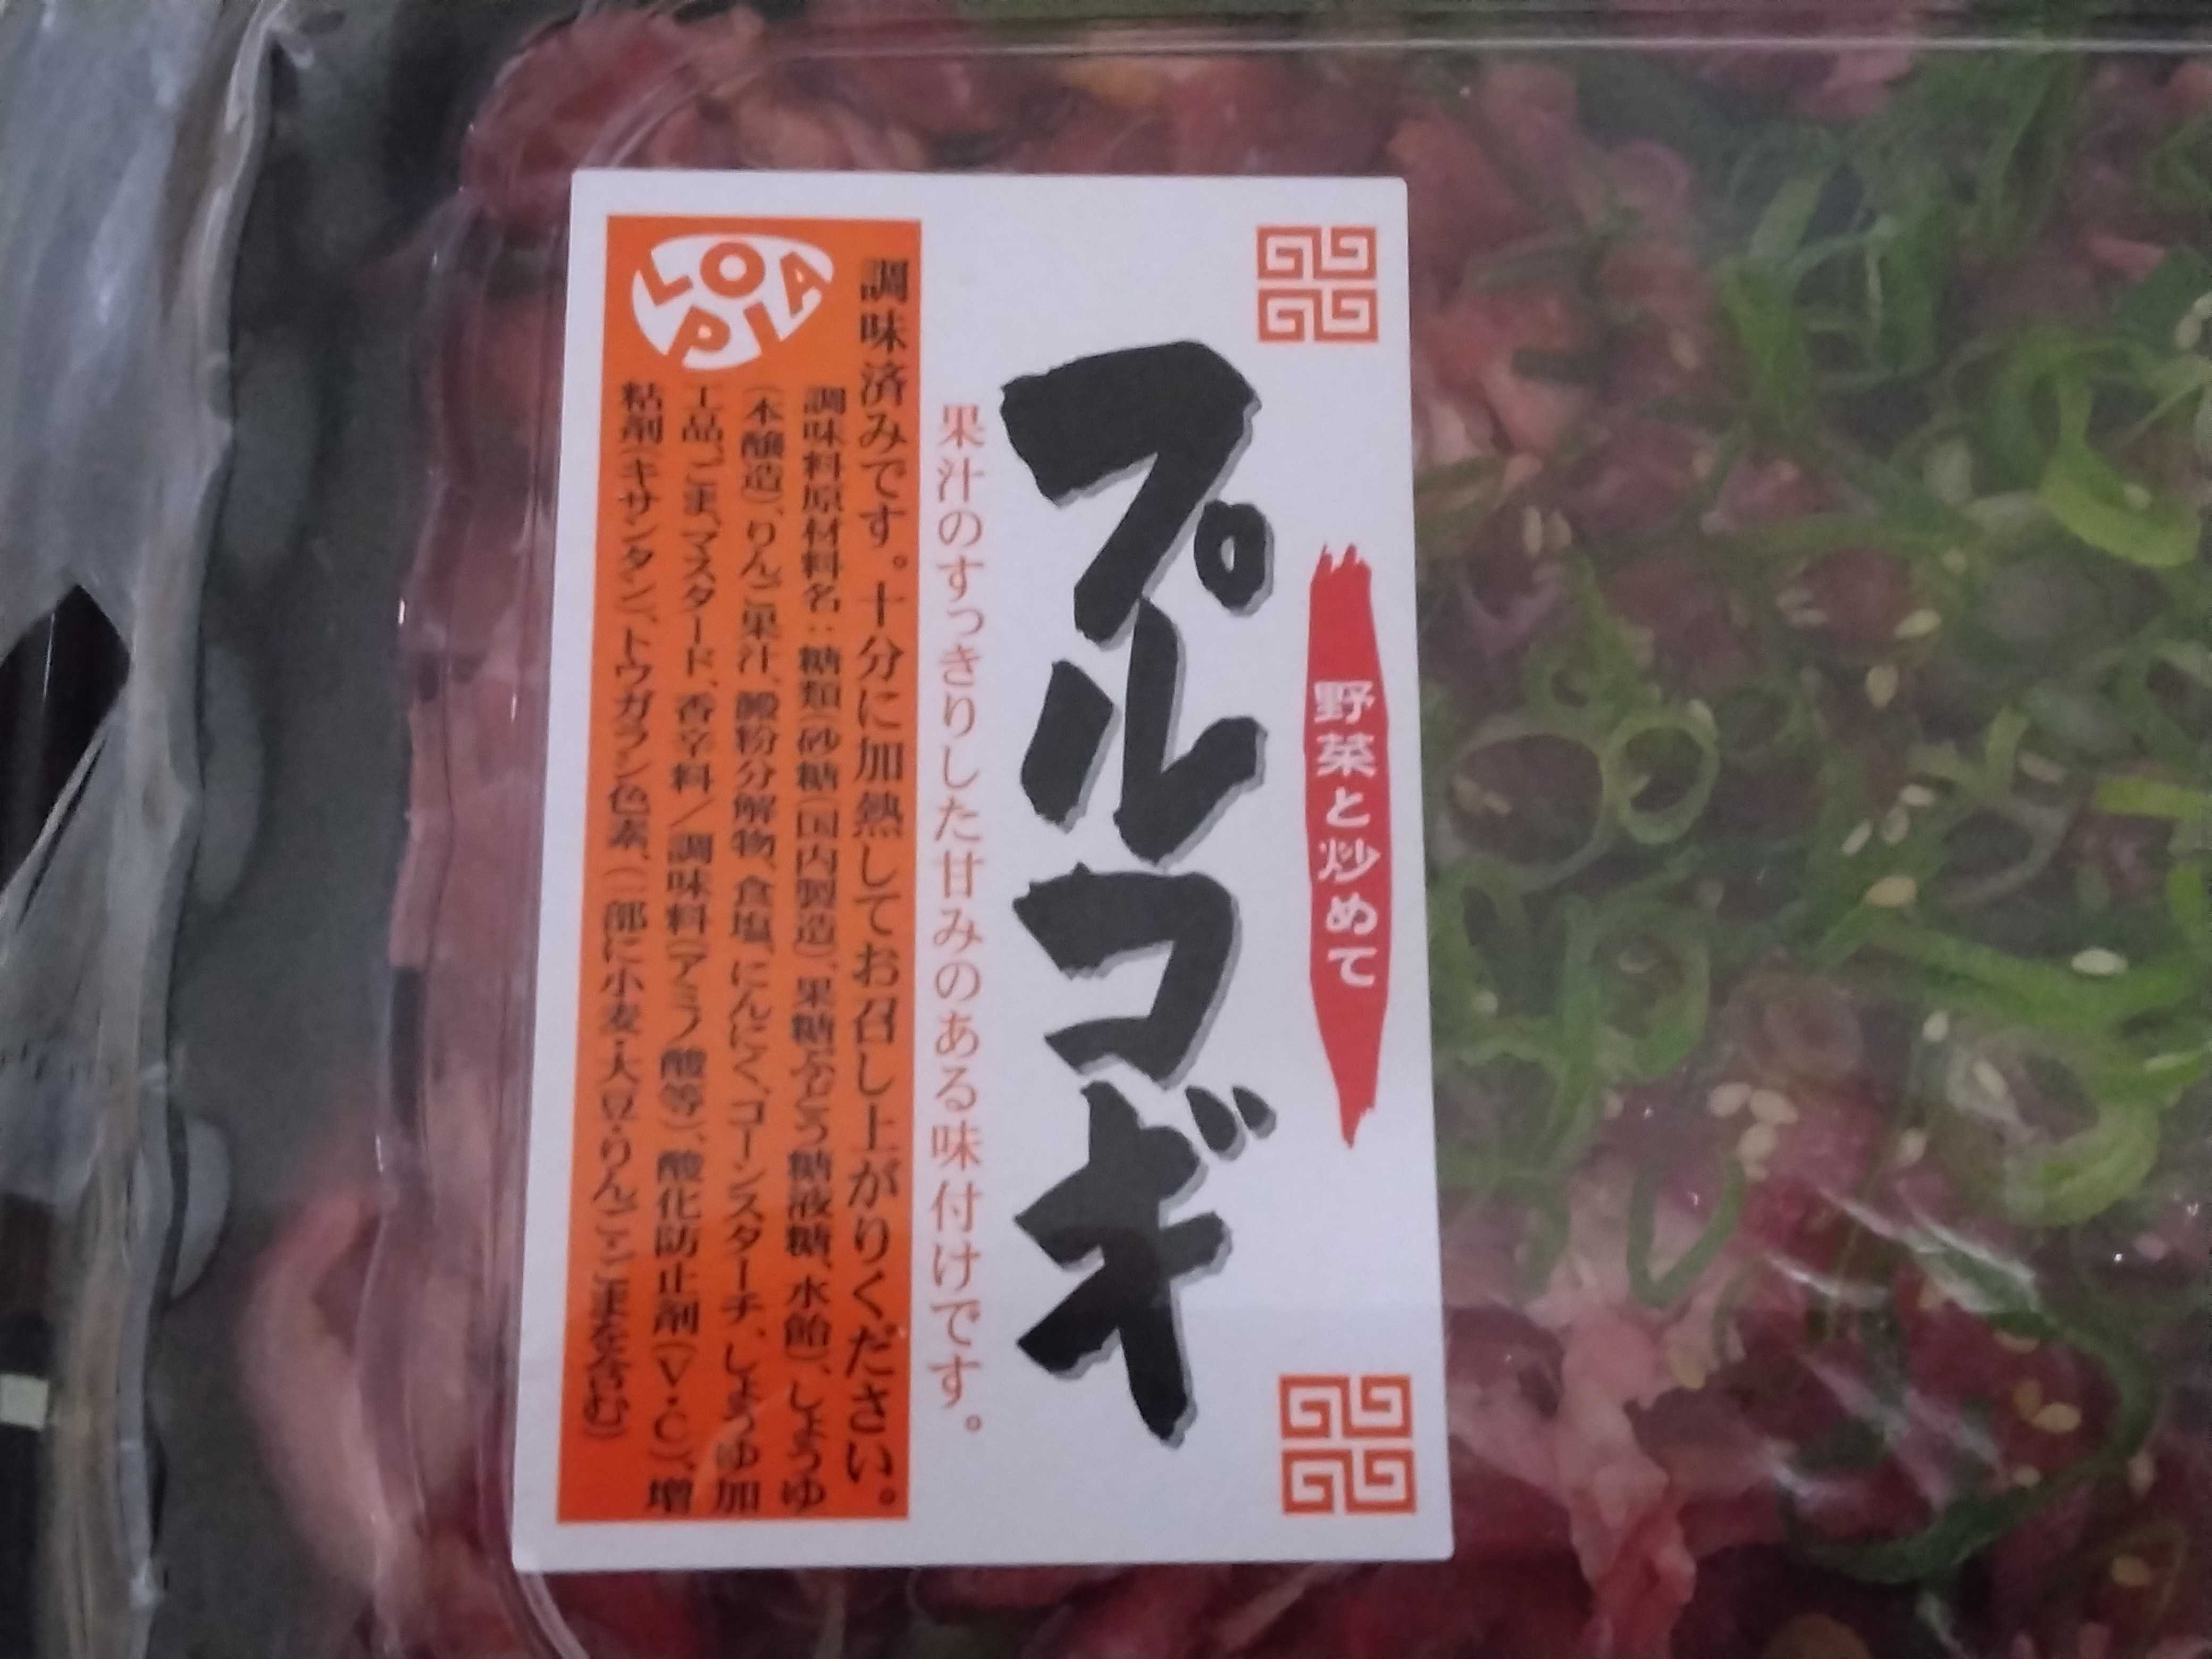 野菜と炒めて
プルコギ
果汁のすっきりした甘みのある味付けです。
調味済みです。十分に加熱してお召し上がりください。
調味料原材料名：糖類(砂糖(国内製造)、果糖ぶどう糖液糖、水飴)、しょうゆ
(本醸造)、りんご果汁、澱粉分解物、食塩、にんにく、コーンスターチ、しょうゆ加
工品、ごま、マスタード、香辛料／調味料(アミノ酸等)、酸化防止剤(V・C)、増
粘剤(キサンタン)、トウガラシ色素、(一部に小麦・大豆・りんご・ごまを含む)
LOPIA